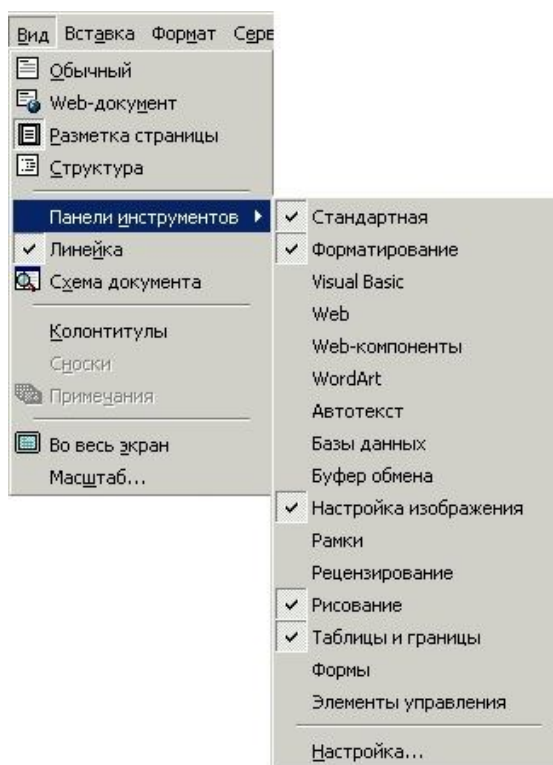 Вид Вставка Формат Серв
Обычный
Web-документ
Разметка страницы
Структура
Панели инструментов
Линейка
Схема документа
Колонтитулы
Сноски
Примечания
Во весь экран
Масштаб...
Стандартная
Форматирование
Visual Basic
Web
Web-компоненты
WordArt
Автотекст
Базы данных
Буфер обмена
Настройка изображения
Рамки
Рецензирование
Рисование
Таблицы и границы
Формы
Элементы управления
Настройка...